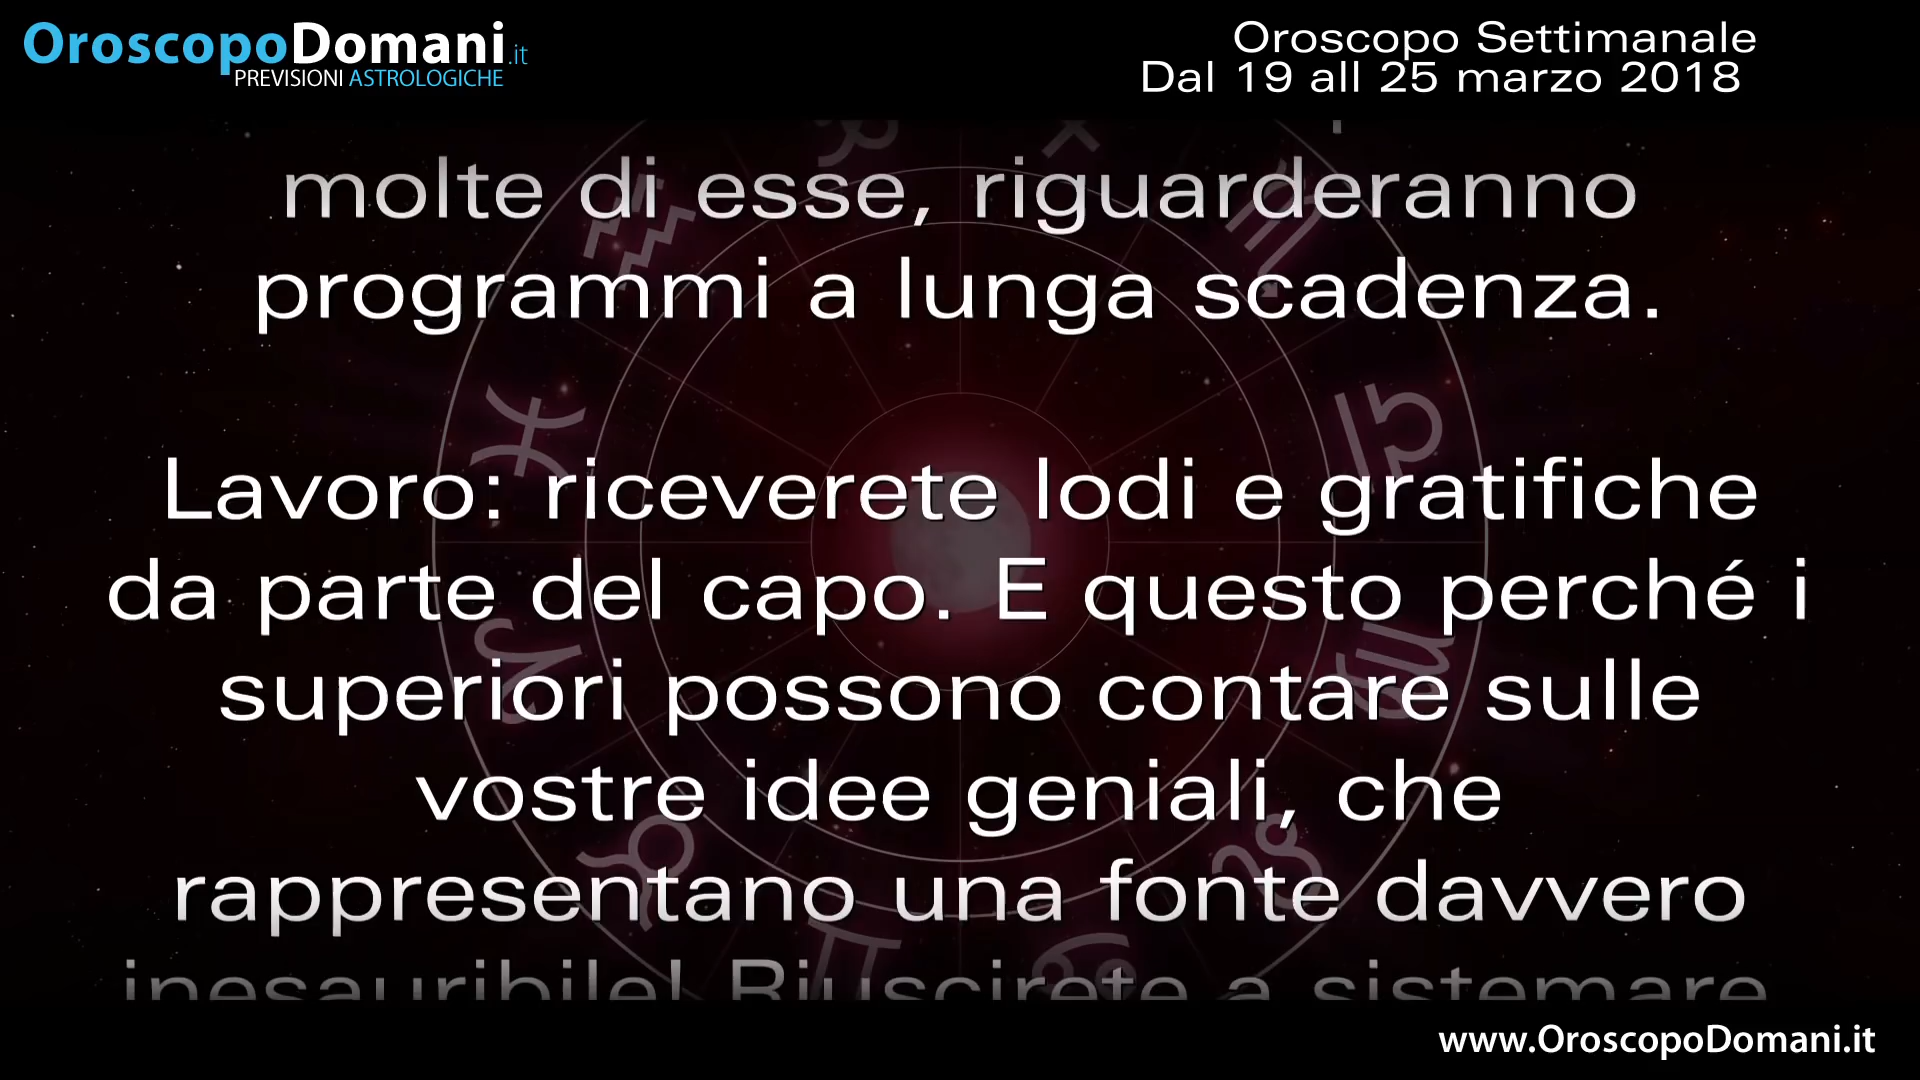 OroscopoDomani.it
PREVISIONI ASTROLOGICHE
Oroscopo Settimanale
Dal 19 all 25 marzo 2018
molte di esse, riguarderanno
programmi a lunga scadenza.
Lavoro: riceverete lodi e gratifiche
da parte del capo. E questo perché i
superiori possono contare sulle
vostre idee geniali, che
rappresentano una fonte davvero
inesauribile! Riuscirete a sistemare
www.OroscopoDomani.it